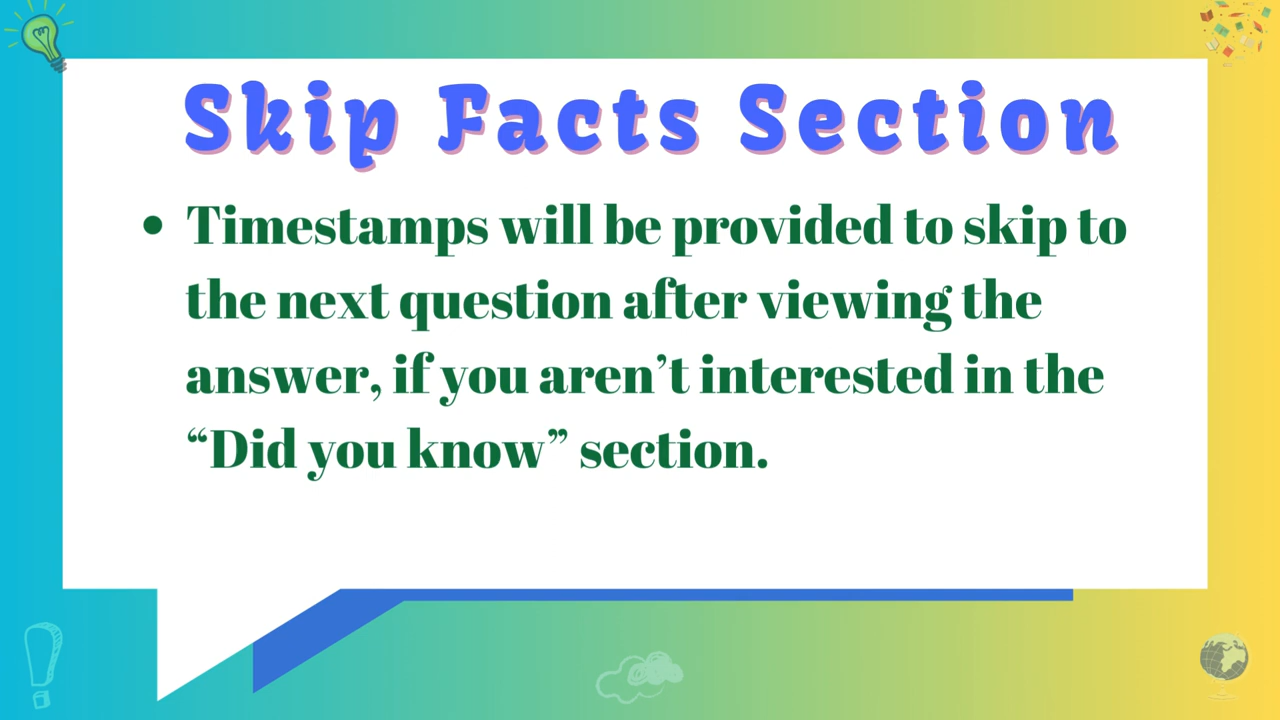 Skip Facts Section
• Timestamps will be provided to skip to
the next question after viewing the
answer, if you aren’t interested in the
“Did you know” section.